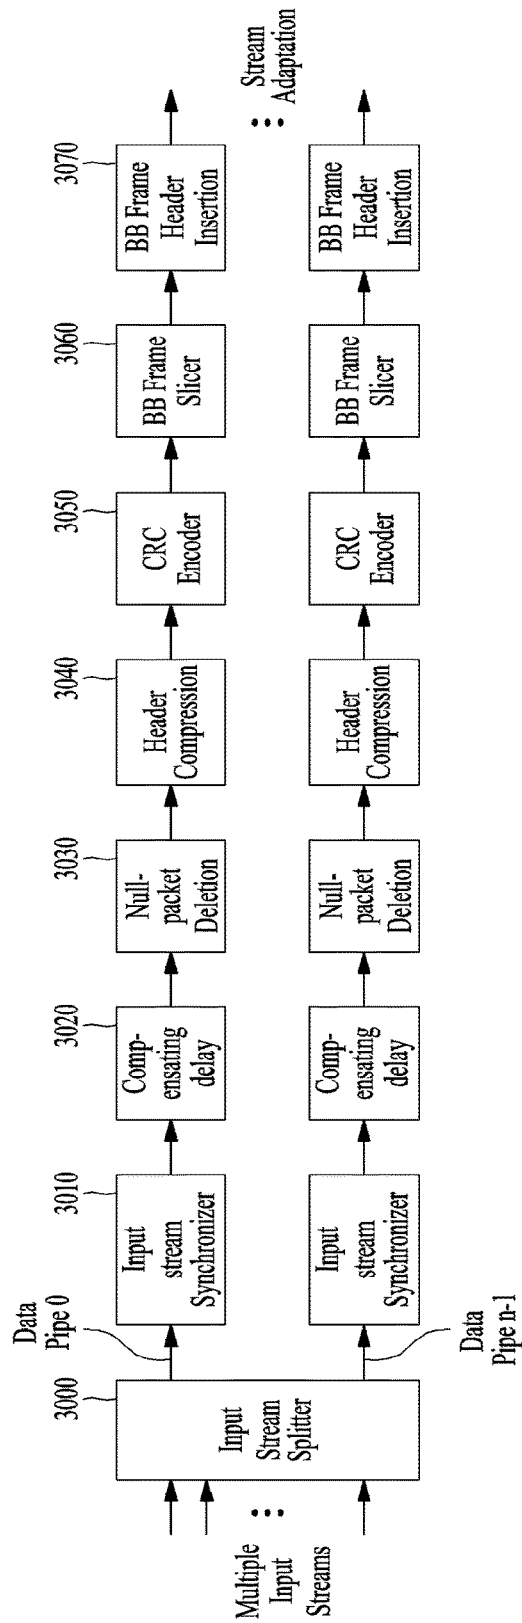 Multiple
Input
Streams
3000
Input
Stream
Splitter
Data
Pipe 0
3010
Input
stream
Synchronizer
3020
Comp-
ensating
delay
3030
Null-
packet
Deletion
3040
Header
Compression
3050
CRC
Encoder
3060
BB Frame
Slicer
3070
BB Frame
Header
Insertion
Stream
Adaptation
Data
Pipe n-1
Input
stream
Synchronizer
Comp-
ensating
delay
Null-
packet
Deletion
Header
Compression
CRC
Encoder
BB Frame
Slicer
BB Frame
Header
Insertion